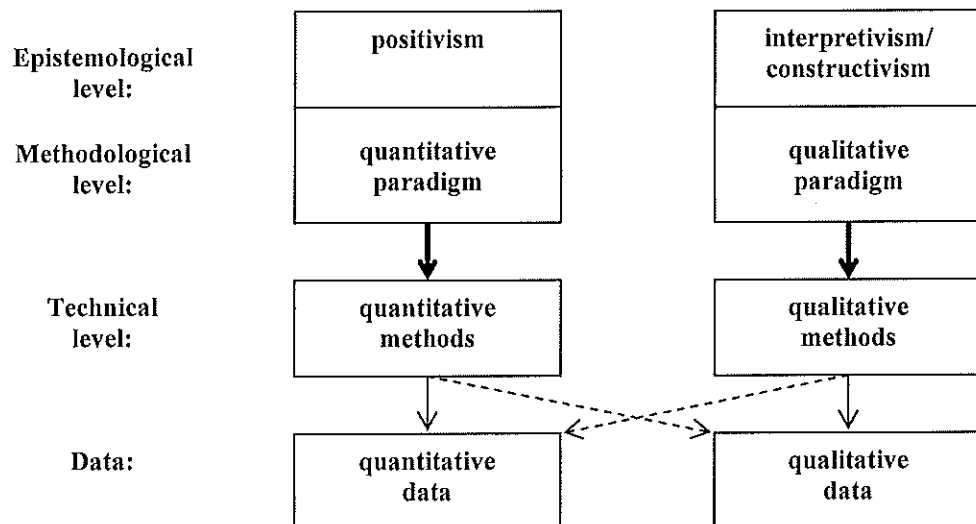 Epistemological
level:
positivism
interpretivism/
constructivism
Methodological
level:
quantitative
paradigm
qualitative
paradigm
Technical
level:
quantitative
methods
qualitative
methods
Data:
quantitative
data
qualitative
data